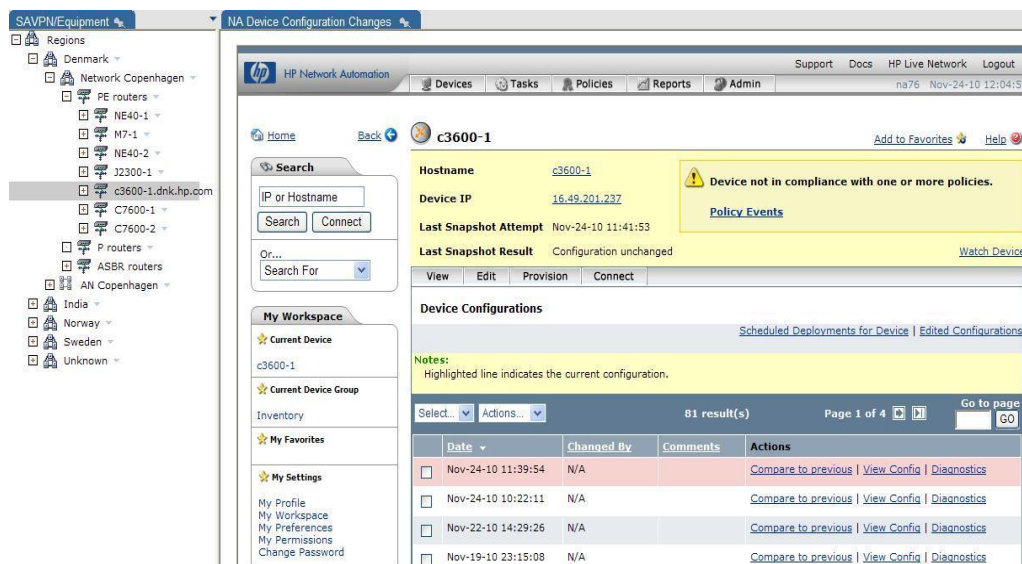 SAVPN/Equipment
NA Device Configuration Changes
Regions
Denmark
Network Copenhagen
PE routers
NE40-1
M7-1
NE40-2
J2300-1
c3600-1.dnk.hp.com
C7600-1
C7600-2
P routers
ASBR routers
AN Copenhagen
India
Norway
Sweden
Unknown
hp HP Network Automation
Support Docs HP Live Network Logout
Devices Tasks Policies Reports Admin
na76 Nov-24-10 12:04:5
Home Back
Search
IP or Hostname
Search Connect
Or...
Search For
My Workspace
Current Device
c3600-1
Current Device Group
Inventory
My Favorites
My Settings
My Profile
My Workspace
My Preferences
My Permissions
Change Password
c3600-1
Add to Favorites Help
Hostname c3600-1
Device IP 16.49.201.237
Last Snapshot Attempt Nov-24-10 11:41:53
Last Snapshot Result Configuration unchanged
Device not in compliance with one or more policies.
Policy Events
Watch Device
View Edit Provision Connect
Device Configurations
Scheduled Deployments for Device | Edited Configurations
Notes:
Highlighted line indicates the current configuration.
Select... Actions... 81 result(s) Page 1 of 4 Go to page GO
Date Changed By Comments Actions
Nov-24-10 11:39:54 N/A Compare to previous | View Config | Diagnostics
Nov-24-10 10:22:11 N/A Compare to previous | View Config | Diagnostics
Nov-22-10 14:29:26 N/A Compare to previous | View Config | Diagnostics
Nov-19-10 23:15:08 N/A Compare to previous | View Config | Diagnostics